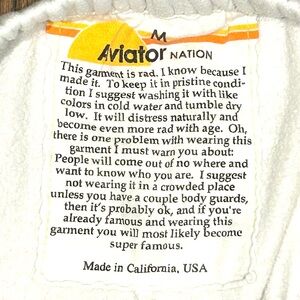 M
Aviator NATION
This garment is rad. I know because I
made it. To keep it in pristine condi-
tion I suggest washing it with like
colors in cold water and tumble dry
low. It will distress naturally and
become even more rad with age. Oh,
there is one problem with wearing this
garment I must warn you about:
People will come out of no where and
want to know who you are. I suggest
not wearing it in a crowded place
unless you have a couple body guards,
then it's probably ok, and if you're
already famous and wearing this
garment you will most likely become
super famous.
Made in California, USA